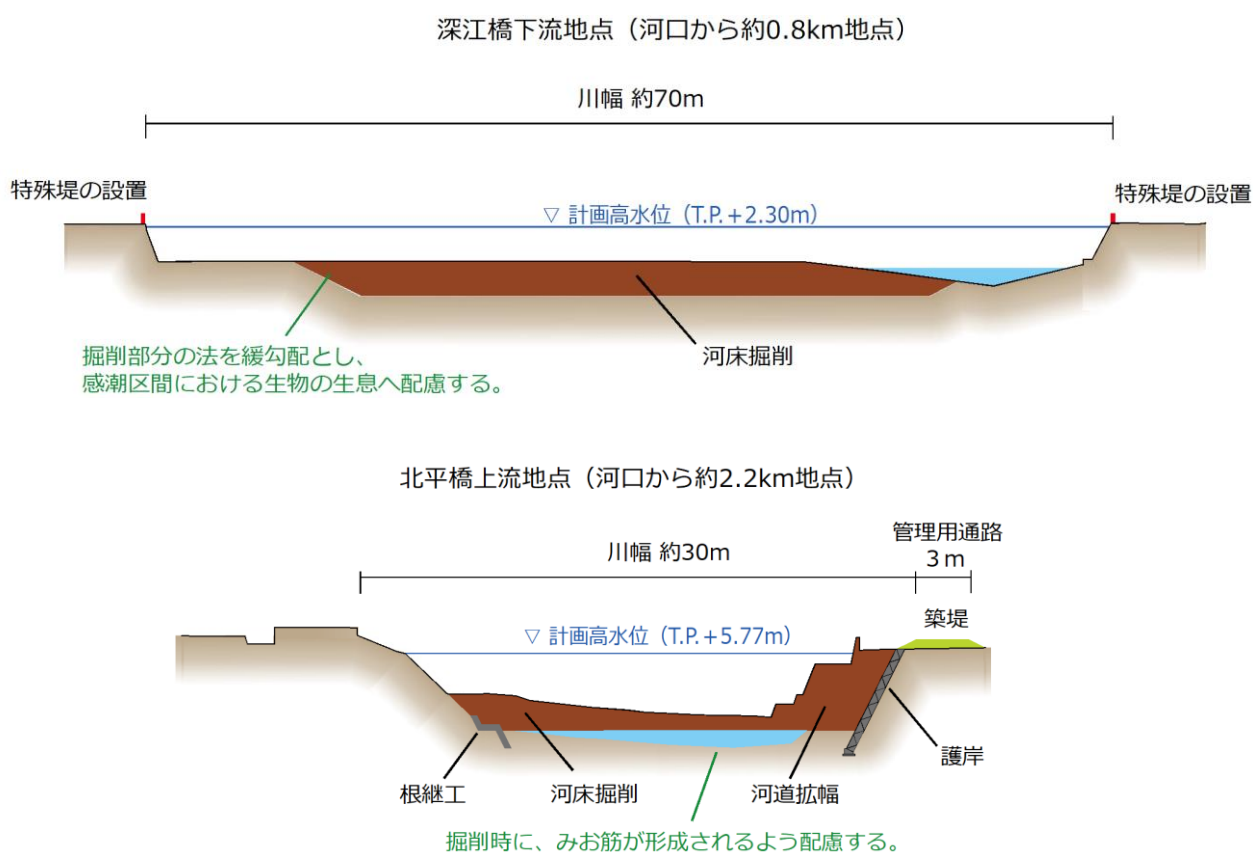 深江橋下流地点（河口から約0.8km地点）
川幅 約70m
特殊堤の設置
特殊堤の設置
▽ 計画高水位（T.P.＋2.30m）
掘削部分の法を緩勾配とし、
感潮区間における生物の生息へ配慮する。
河床掘削
北平橋上流地点（河口から約2.2km地点）
川幅 約30m
管理用通路
３ｍ
築堤
▽ 計画高水位（T.P.＋5.77m）
護岸
根継工
河床掘削
河道拡幅
掘削時に、みお筋が形成されるよう配慮する。